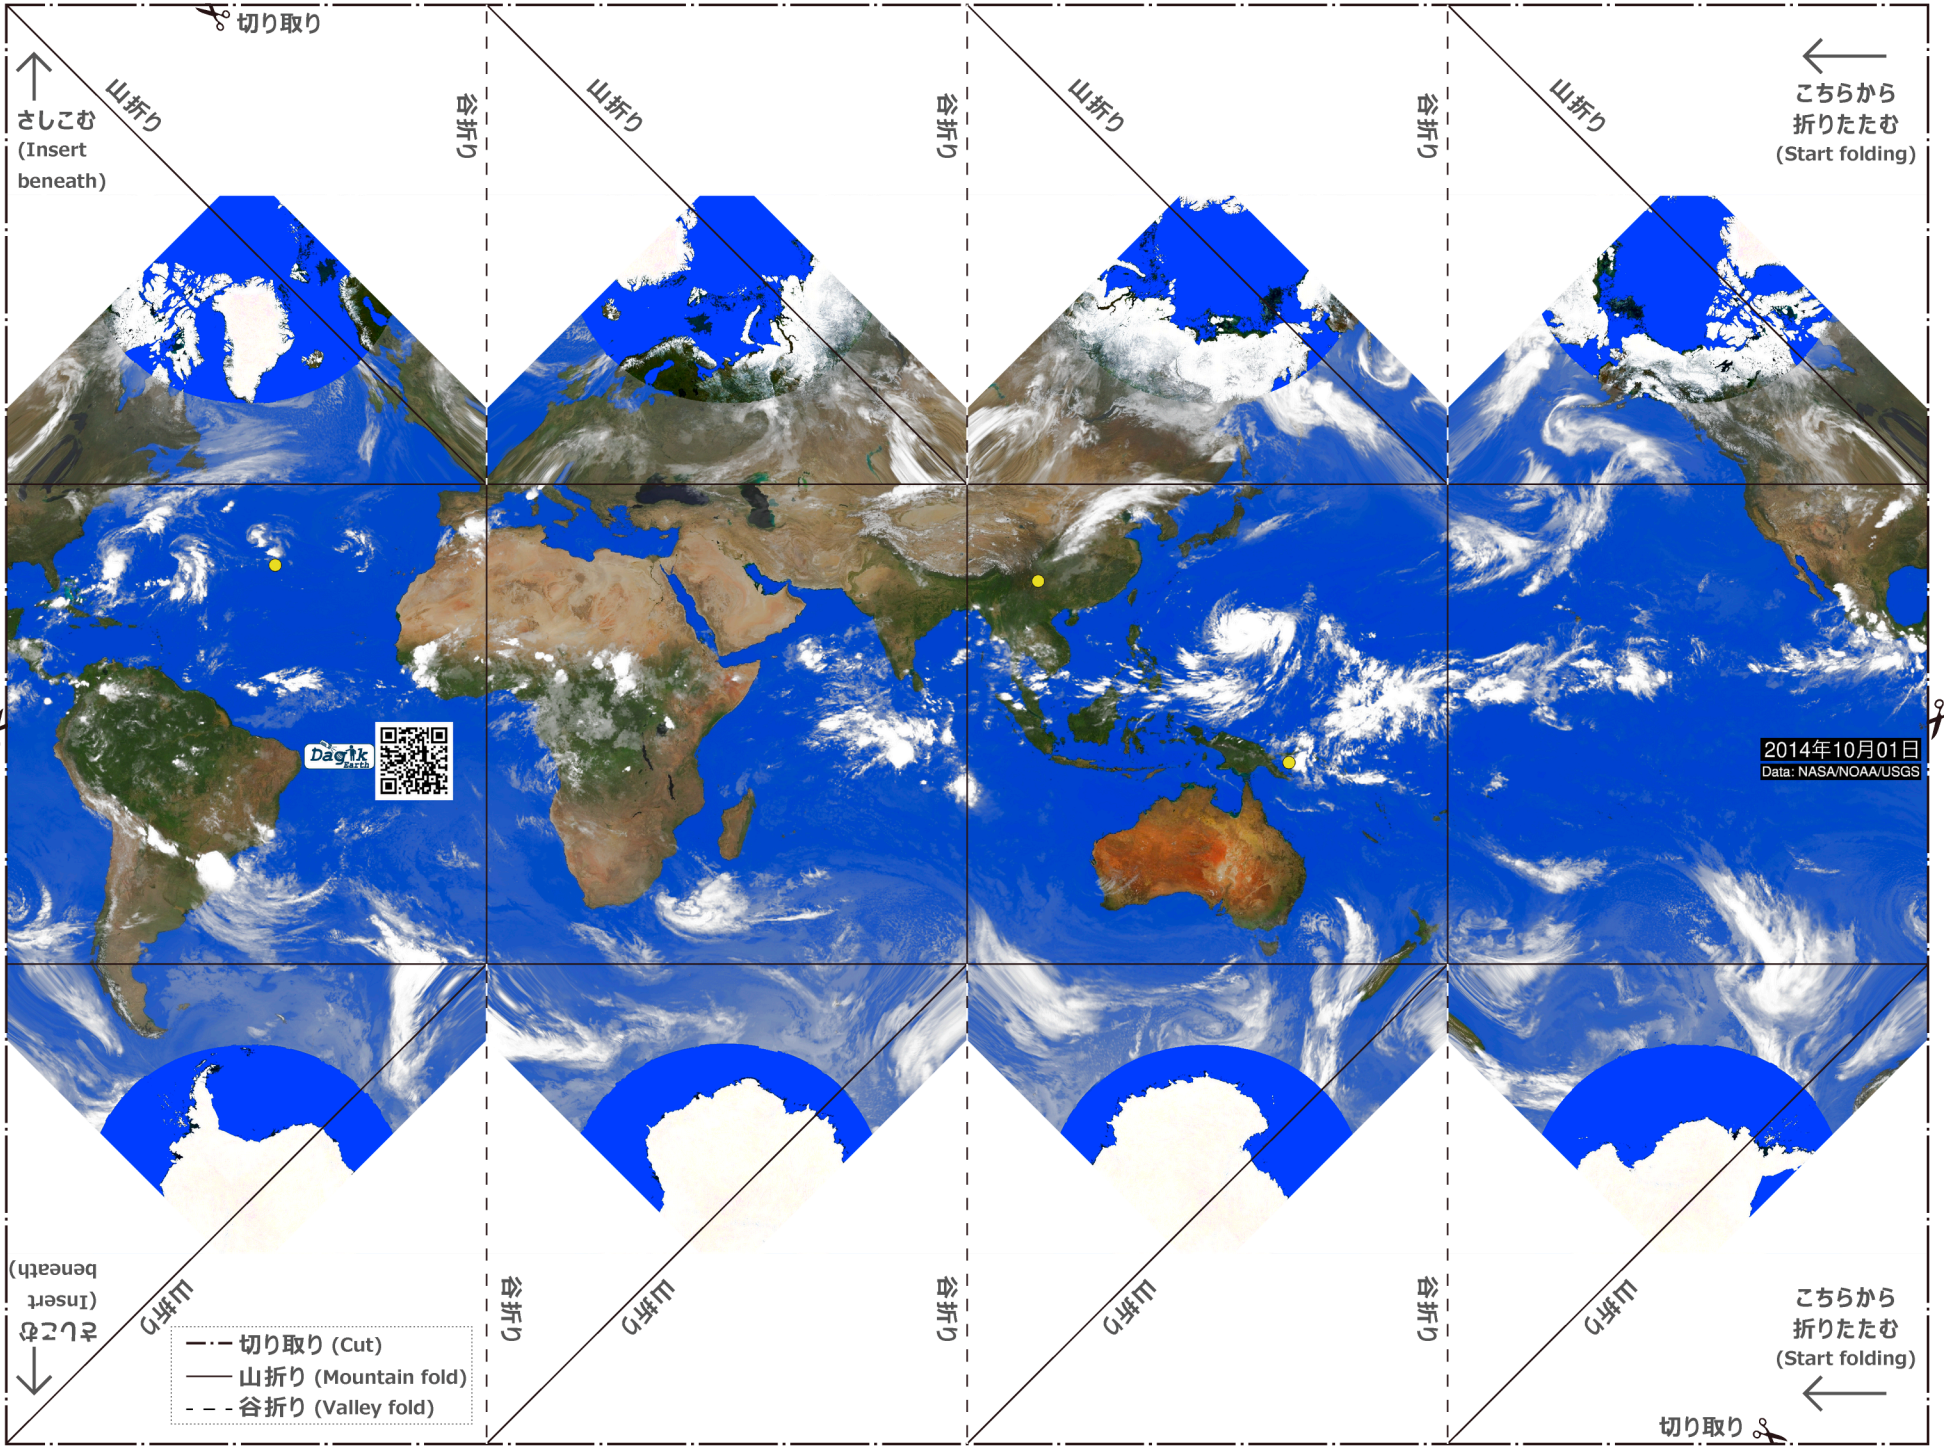 切り取り
山折り
谷折り
山折り
谷折り
山折り
谷折り
山折り
こちらから
折りたたむ
(Start folding)
さしこむ
(Insert
beneath)
Dagik
Earth
2014年10月01日
Data: NASA/NOAA/USGS
さしこむ
(Insert
beneath)
山折り
谷折り
山折り
谷折り
山折り
谷折り
山折り
こちらから
折りたたむ
(Start folding)
切り取り (Cut)
山折り (Mountain fold)
谷折り (Valley fold)
切り取り